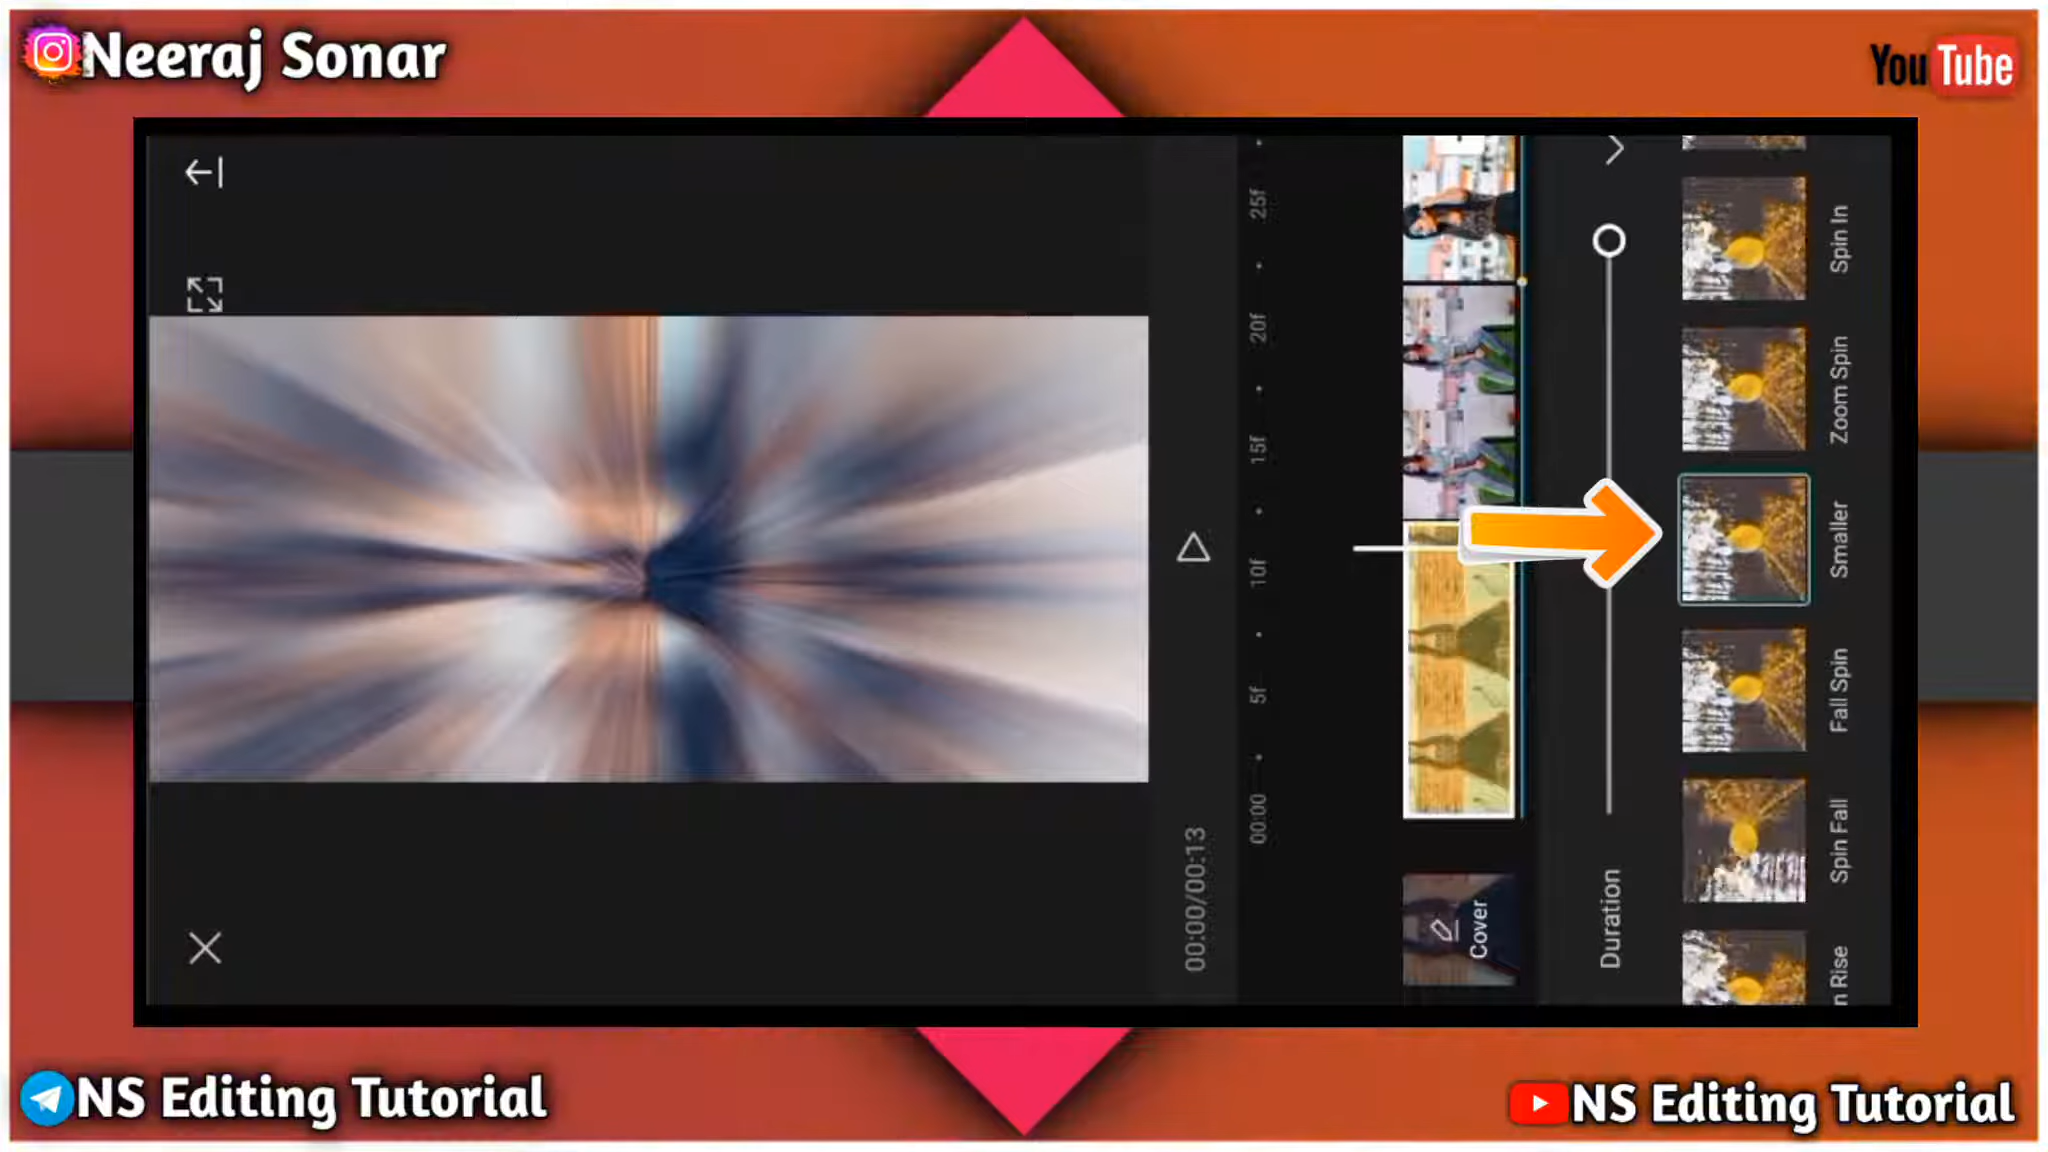 Neeraj Sonar
YouTube
00:00/00:13
00:00
5f
10f
15f
20f
25f
Cover
Duration
n Rise
Spin Fall
Fall Spin
Smaller
Zoom Spin
Spin In
NS Editing Tutorial
NS Editing Tutorial